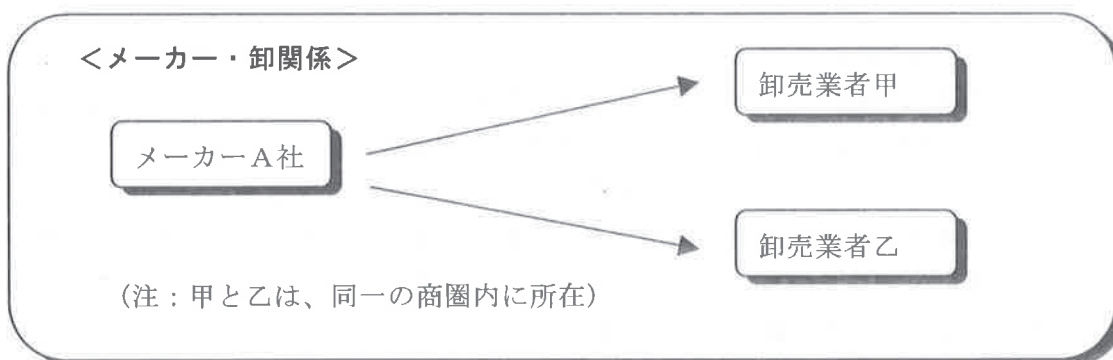 <メーカー・卸関係>
卸売業者甲
メーカーA社
卸売業者乙
(注:甲と乙は、同一の商圏内に所在)